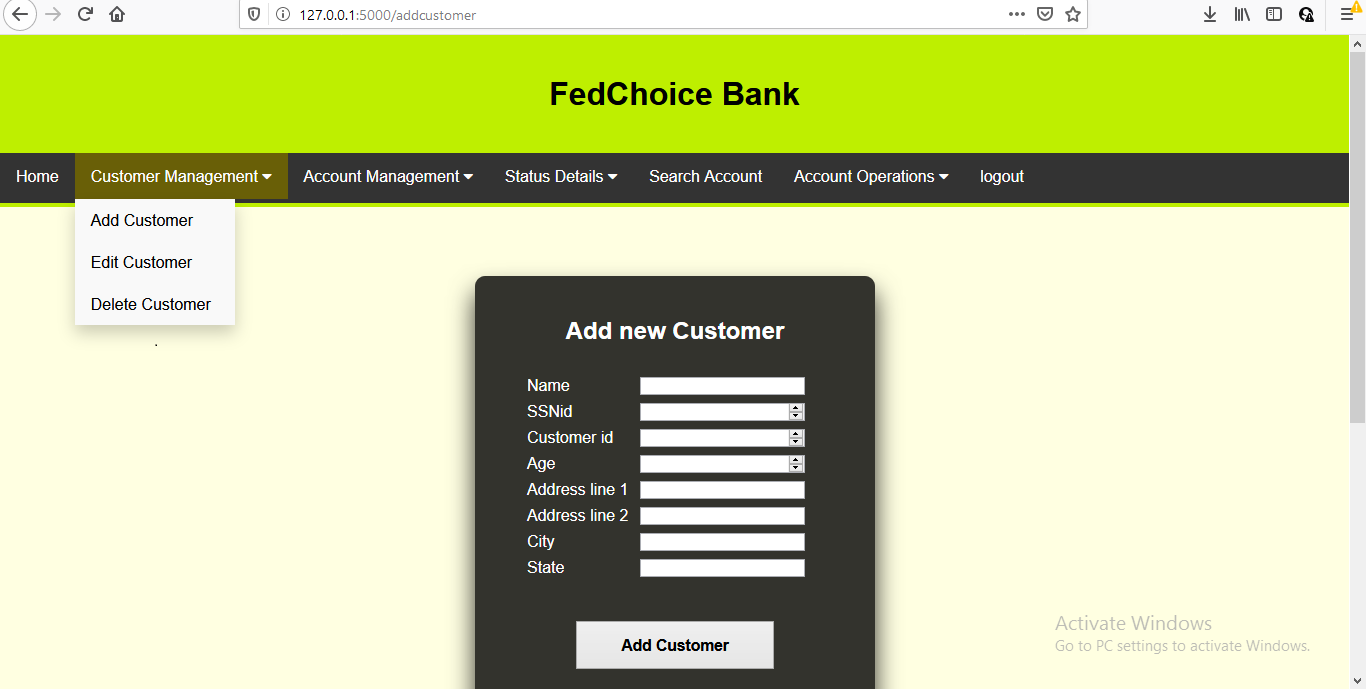 127.0.0.1:5000/addcustomer
FedChoice Bank
Home Customer Management Account Management Status Details Search Account Account Operations logout
Add Customer
Edit Customer
Delete Customer
.
Add new Customer
Name
SSNid
Customer id
Age
Address line 1
Address line 2
City
State
Add Customer
Activate Windows
Go to PC settings to activate Windows.